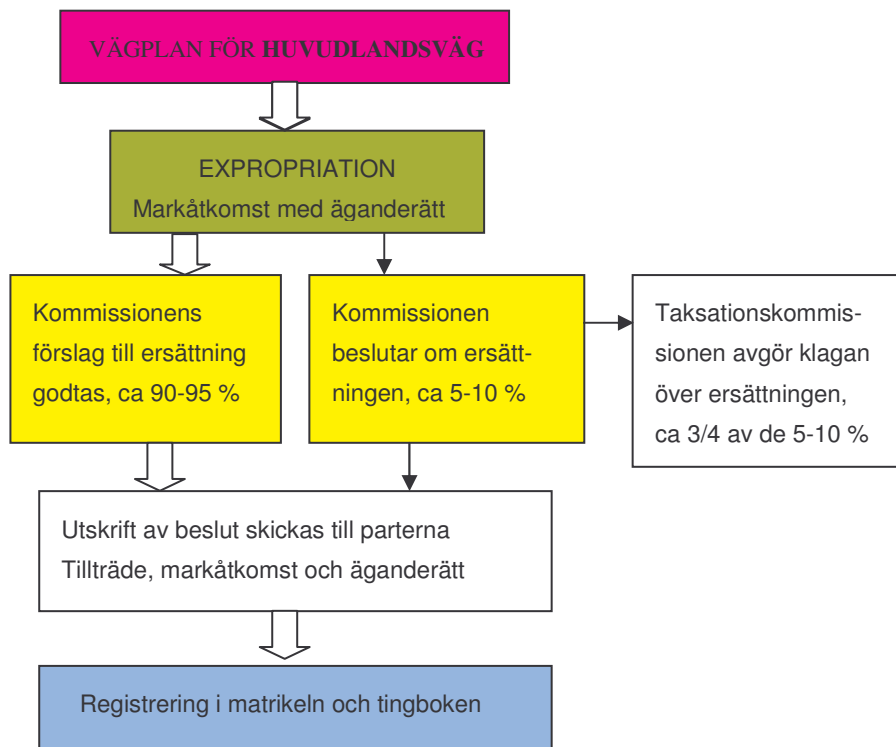 VÄGPLAN FÖR HUVUDLANDSVÄG
EXPROPRIATION
Markåtkomst med äganderätt
Kommissionens
förslag till ersättning
godtas, ca 90-95 %
Kommissionen
beslutar om ersätt-
ningen, ca 5-10 %
Taksationskommis-
sionen avgör klagan
över ersättningen,
ca 3/4 av de 5-10 %
Utskrift av beslut skickas till parterna
Tillträde, markåtkomst och äganderätt
Registrering i matrikeln och tingboken